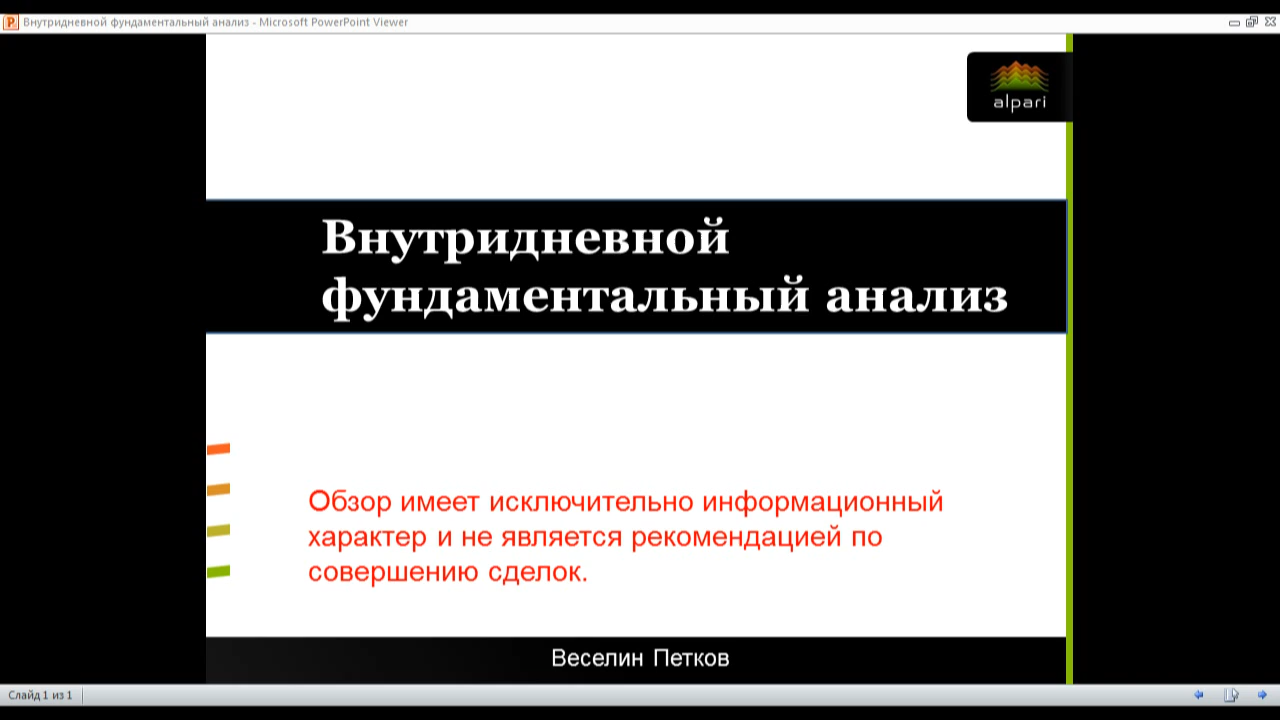 Внутридневной фундаментальный анализ - Microsoft PowerPoint Viewer
alpari
Внутридневной
фундаментальный анализ
Обзор имеет исключительно информационный
характер и не является рекомендацией по
совершению сделок.
Веселин Петков
Слайд 1 из 1